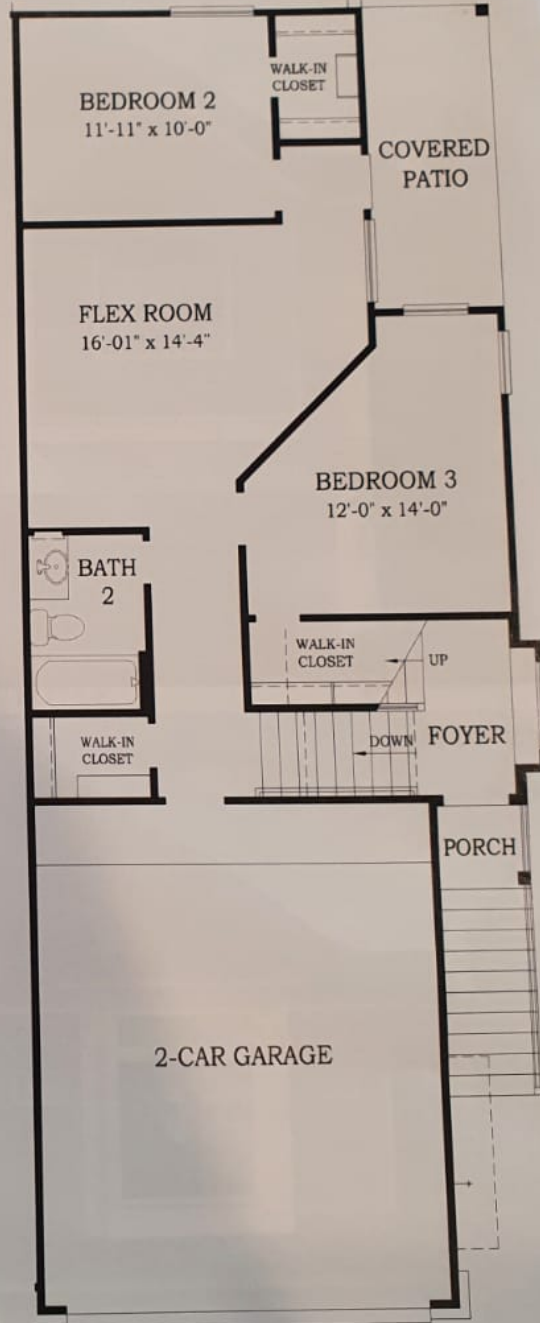 WALK-IN
CLOSET
BEDROOM 2
11'-11" x 10'-0"
COVERED
PATIO
FLEX ROOM
16'-01" x 14'-4"
BEDROOM 3
12'-0" x 14'-0"
BATH
2
WALK-IN
CLOSET
UP
WALK-IN
CLOSET
DOWN
FOYER
PORCH
2-CAR GARAGE